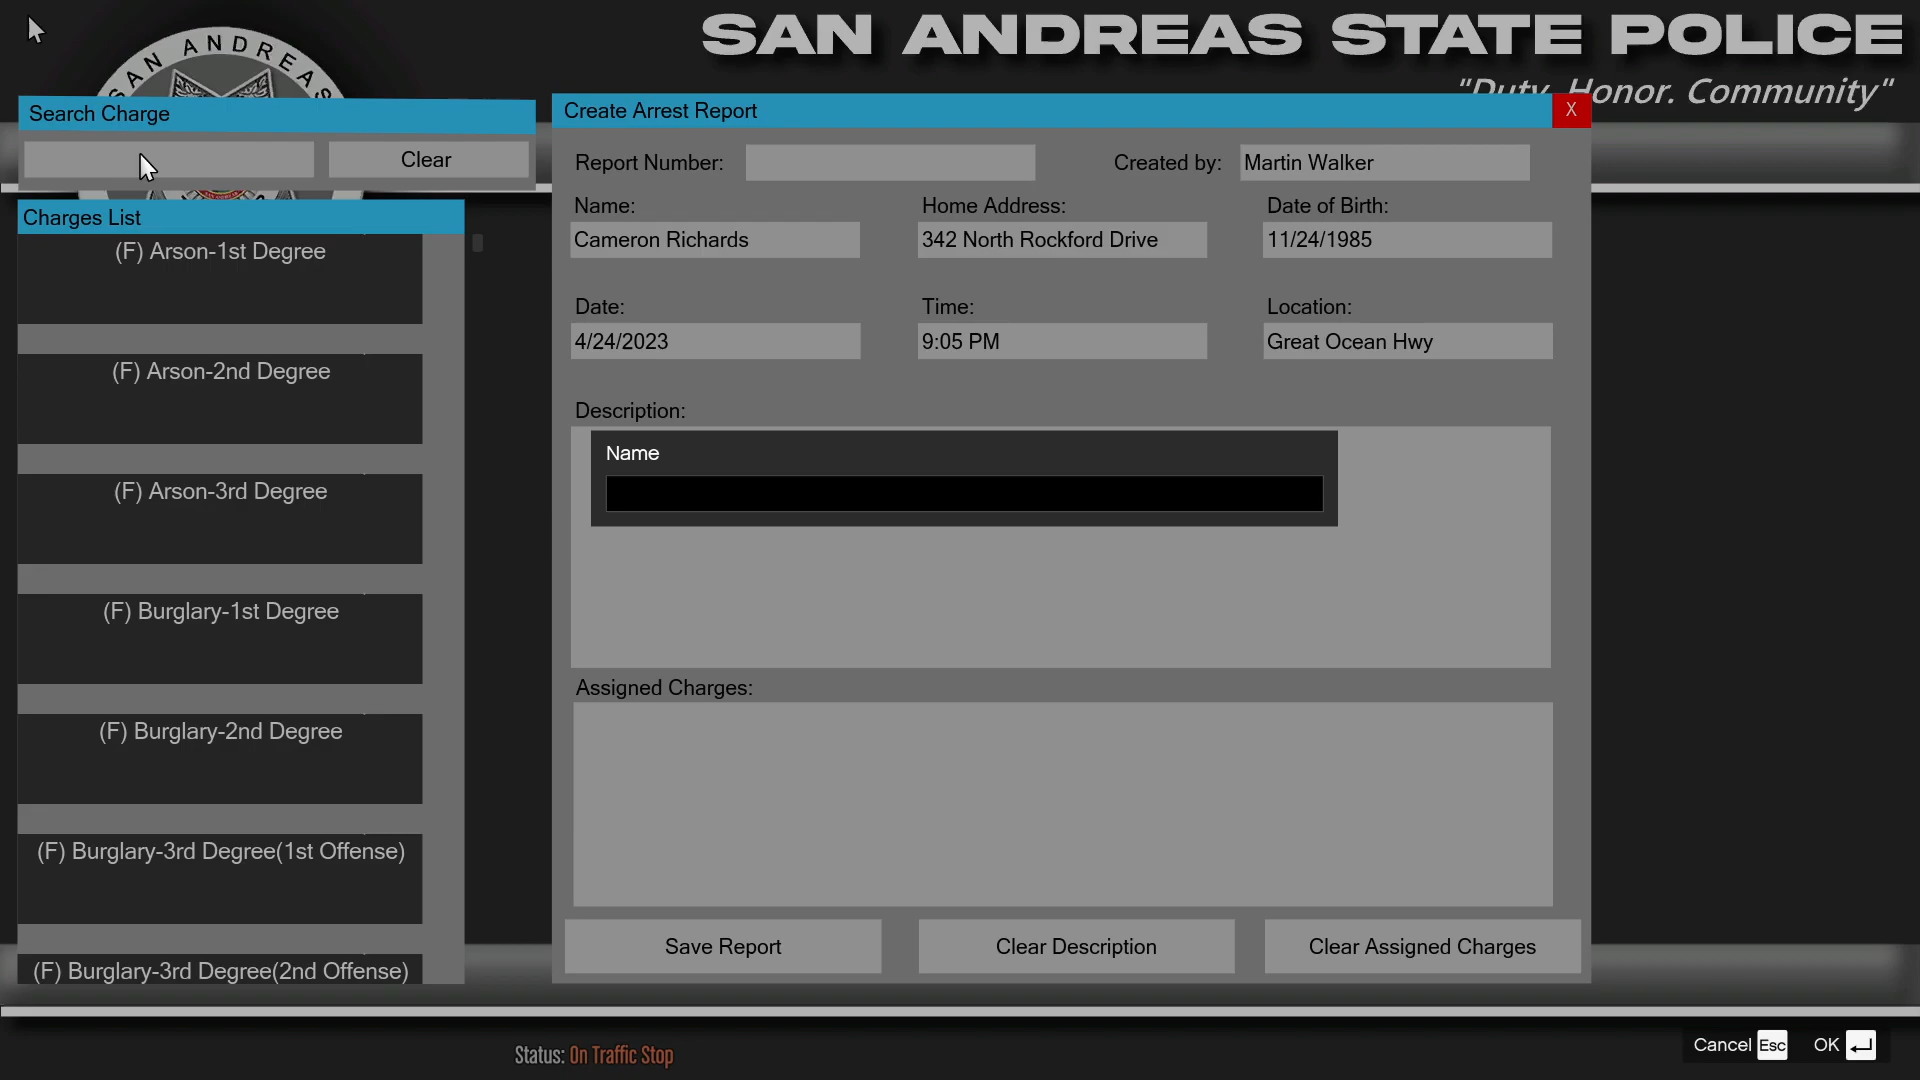 SAN ANDREAS STATE POLICE
"Duty. Honor. Community"
SAN ANDREAS
Search Charge
Clear
Charges List
(F) Arson-1st Degree
(F) Arson-2nd Degree
(F) Arson-3rd Degree
(F) Burglary-1st Degree
(F) Burglary-2nd Degree
(F) Burglary-3rd Degree(1st Offense)
(F) Burglary-3rd Degree(2nd Offense)
Create Arrest Report
X
Report Number:
Created by: Martin Walker
Name: Home Address: Date of Birth:
Cameron Richards 342 North Rockford Drive 11/24/1985
Date: Time: Location:
4/24/2023 9:05 PM Great Ocean Hwy
Description:
Name
Assigned Charges:
Save Report Clear Description Clear Assigned Charges
Status: On Traffic Stop
Cancel Esc OK